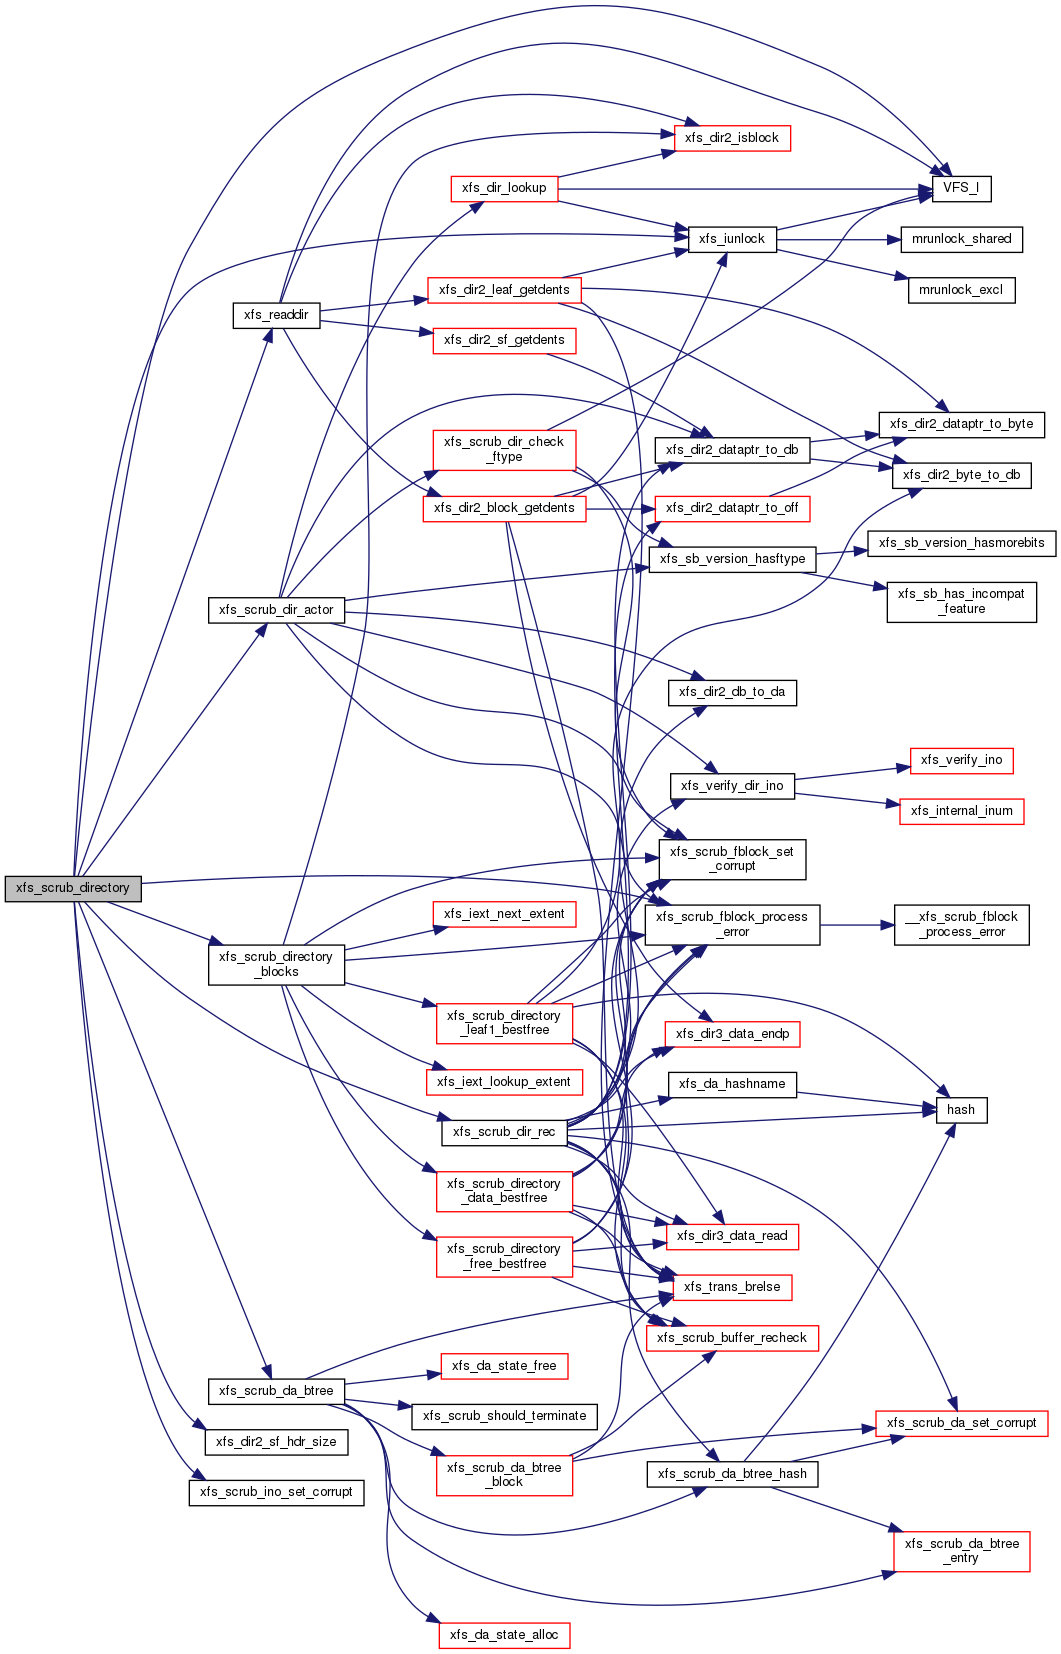 xfs_dir2_isblock
xfs_dir_lookup
VFS_I
xfs_iunlock
mrunlock_shared
xfs_dir2_leaf_getdents
mrunlock_excl
xfs_readdir
xfs_dir2_sf_getdents
xfs_dir2_dataptr_to_byte
xfs_scrub_dir_check
_ftype
xfs_dir2_dataptr_to_db
xfs_dir2_byte_to_db
xfs_dir2_block_getdents
xfs_dir2_dataptr_to_off
xfs_sb_version_hasmorebits
xfs_sb_version_hasftype
xfs_sb_has_incompat
_feature
xfs_scrub_dir_actor
xfs_dir2_db_to_da
xfs_verify_ino
xfs_verify_dir_ino
xfs_internal_inum
xfs_scrub_fblock_set
_corrupt
xfs_scrub_directory
xfs_iext_next_extent
xfs_scrub_fblock_process
_error
__xfs_scrub_fblock
_process_error
xfs_scrub_directory
_blocks
xfs_scrub_directory
_leaf1_bestfree
xfs_dir3_data_endp
xfs_iext_lookup_extent
xfs_da_hashname
hash
xfs_scrub_dir_rec
xfs_scrub_directory
_data_bestfree
xfs_dir3_data_read
xfs_scrub_directory
_free_bestfree
xfs_trans_brelse
xfs_scrub_buffer_recheck
xfs_da_state_free
xfs_scrub_da_btree
xfs_scrub_should_terminate
xfs_scrub_da_set_corrupt
xfs_dir2_sf_hdr_size
xfs_scrub_da_btree
_block
xfs_scrub_da_btree_hash
xfs_scrub_ino_set_corrupt
xfs_scrub_da_btree
_entry
xfs_da_state_alloc